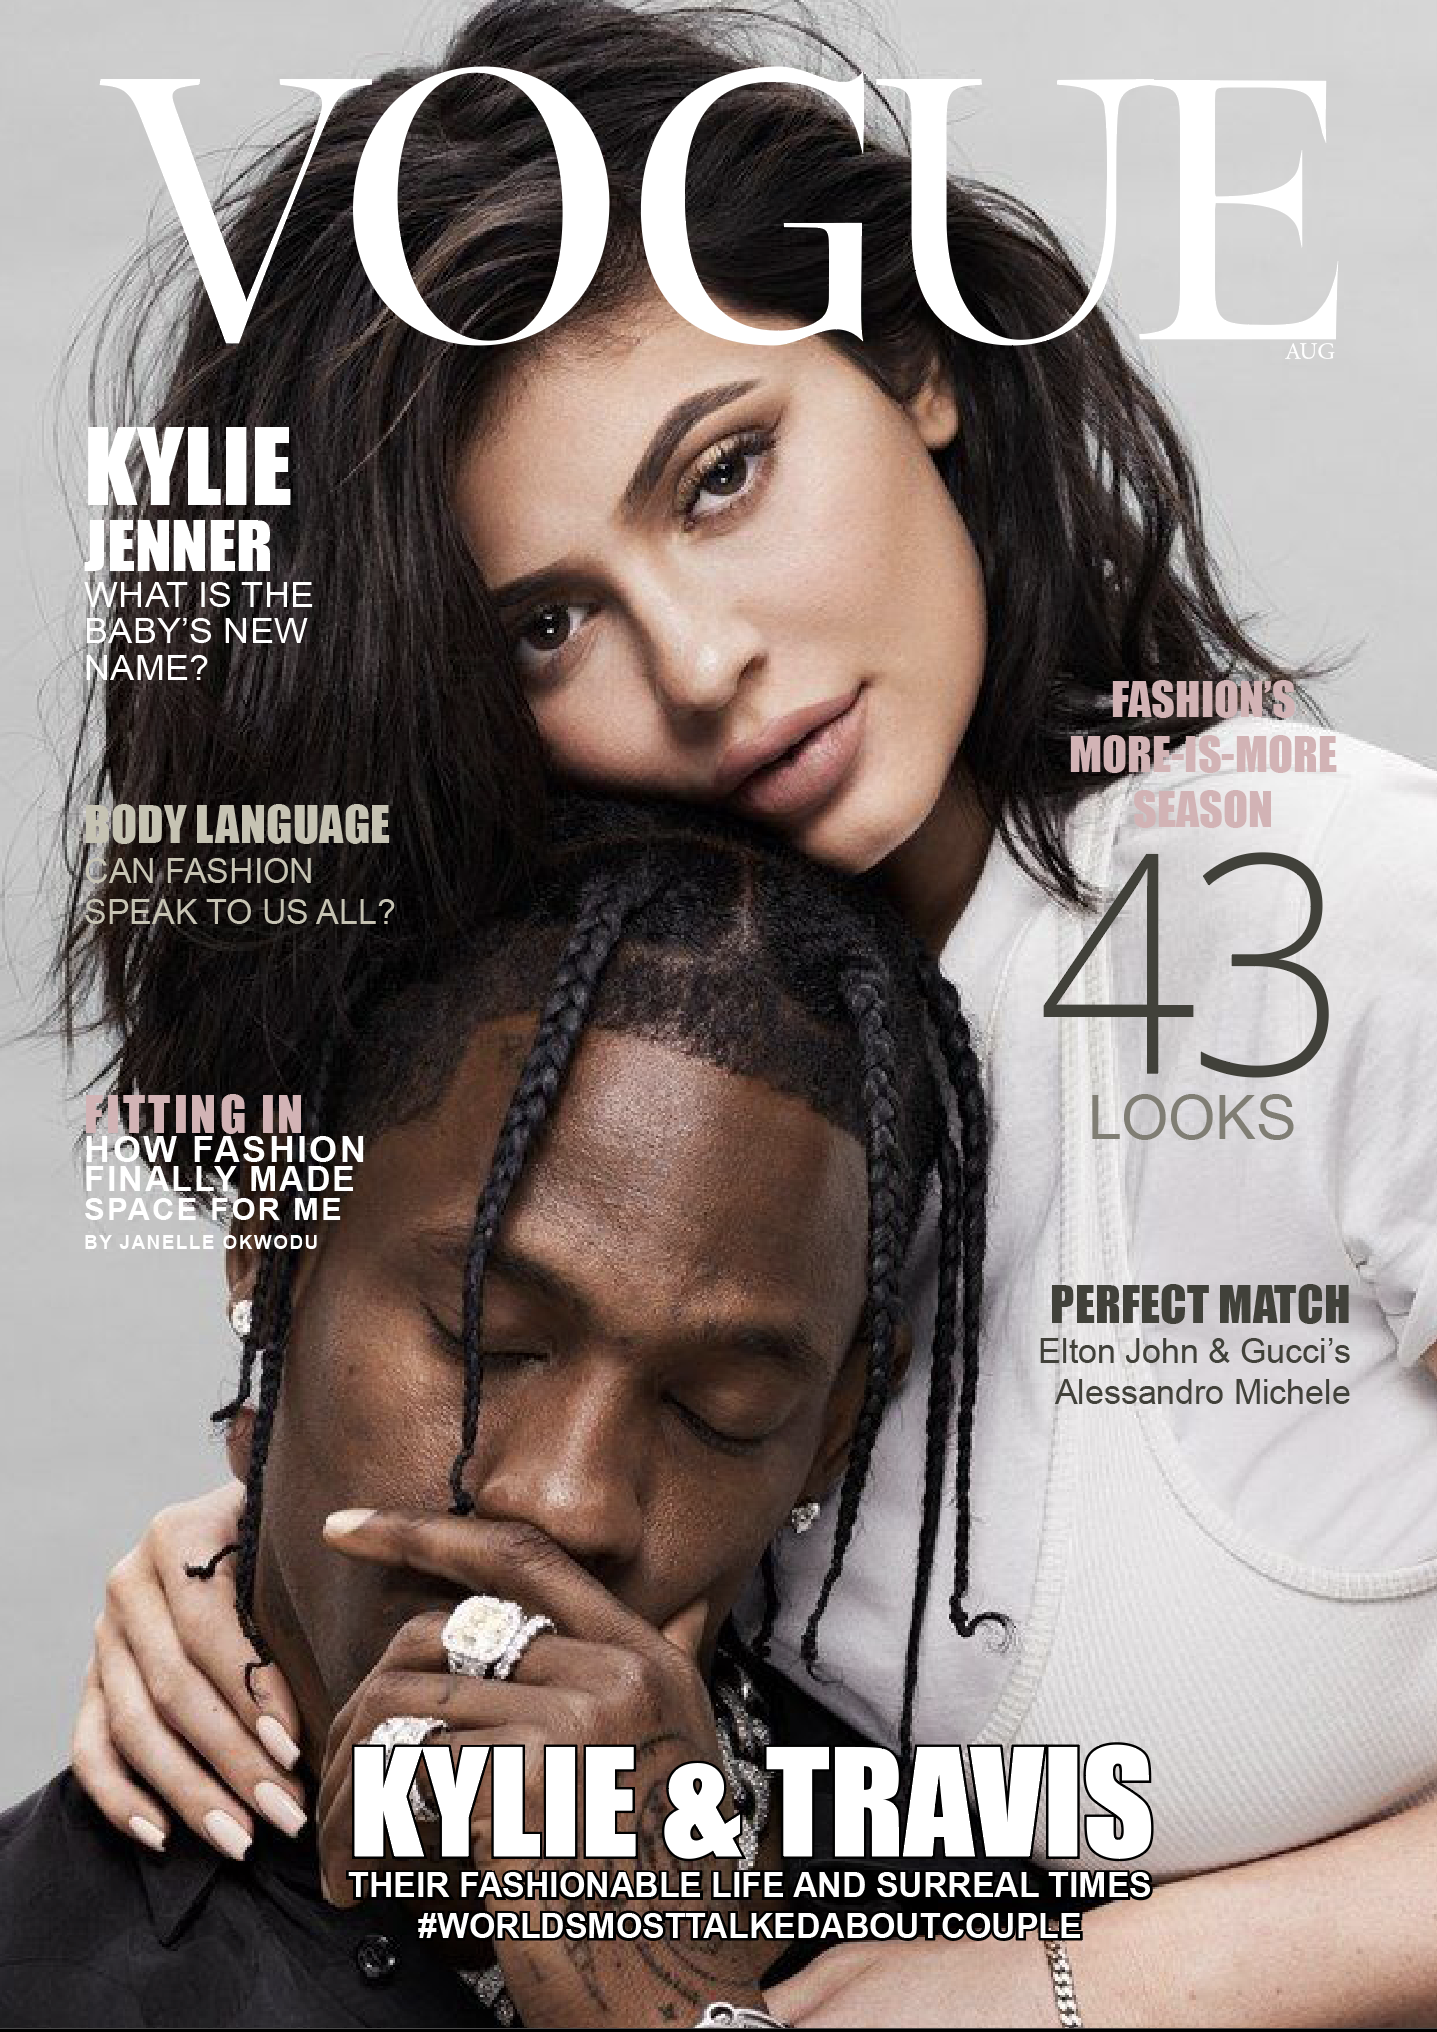 VOGUE
AUG
KYLIE
JENNER
WHAT IS THE
BABY’S NEW
NAME?
BODY LANGUAGE
CAN FASHION
SPEAK TO US ALL?
FITTING IN
HOW FASHION
FINALLY MADE
SPACE FOR ME
BY JANELLE OKWODU
FASHION’S
MORE-IS-MORE
SEASON
43
LOOKS
PERFECT MATCH
Elton John & Gucci’s
Alessandro Michele
KYLIE & TRAVIS
THEIR FASHIONABLE LIFE AND SURREAL TIMES
#WORLDSMOSTTALKEDABOUTCOUPLE